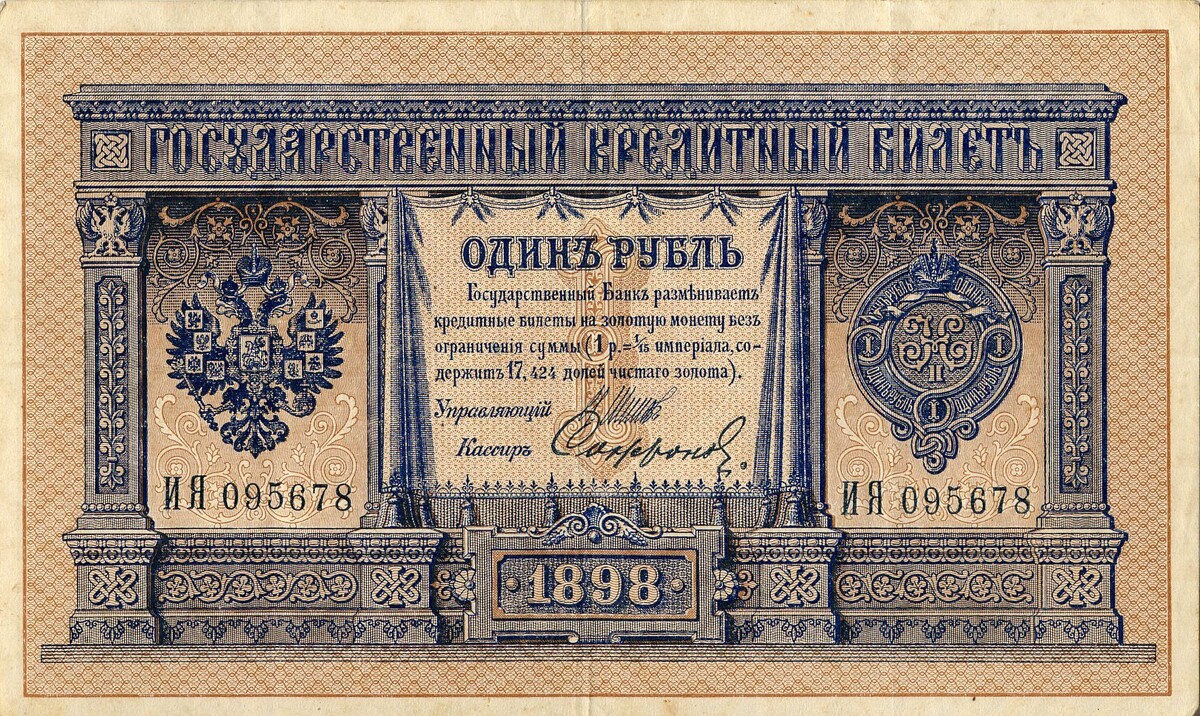 ГОСУДАРСТВЕННЫЙ КРЕДИТНЫЙ БИЛЕТЪ
ОДИНЪ РУБЛЬ
Государственный Банкъ размѣниваетъ
кредитные билеты на золотую монету безъ
ограниченія суммы (1 р.=1/15 имперіала, со-
держитъ 17,424 долей чистаго золота).
Управляющій
Кассиръ Софронов
ИЯ 095678
ИЯ 095678
1898